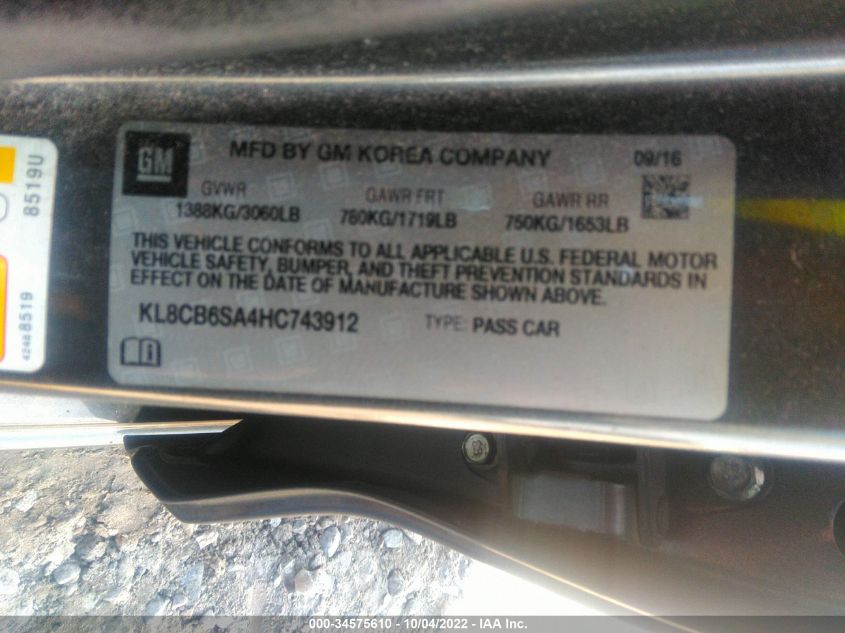 GM
MFD BY GM KOREA COMPANY 09/16
GVWR GAWR FRT GAWR RR
1388KG/3060LB 780KG/1719LB 750KG/1653LB
THIS VEHICLE CONFORMS TO ALL APPLICABLE U.S. FEDERAL MOTOR
VEHICLE SAFETY, BUMPER, AND THEFT PREVENTION STANDARDS IN
EFFECT ON THE DATE OF MANUFACTURE SHOWN ABOVE.
KL8CB6SA4HC743912 TYPE: PASS CAR
8519U
42488519
000-34575610 - 10/04/2022 - IAA Inc.